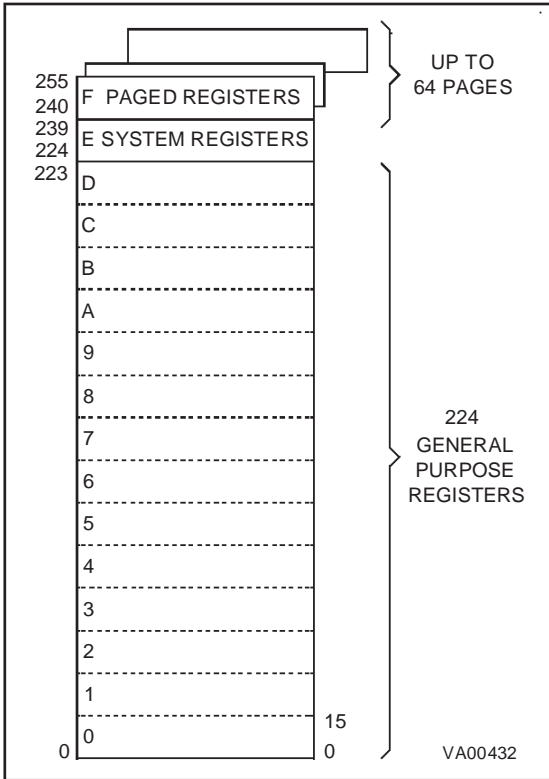 UP TO
64 PAGES
255
F PAGED REGISTERS
240
239
E SYSTEM REGISTERS
224
223
D
C
B
A
9
8
7
6
5
4
3
2
1
0
0
15
0
224
GENERAL
PURPOSE
REGISTERS
VA00432